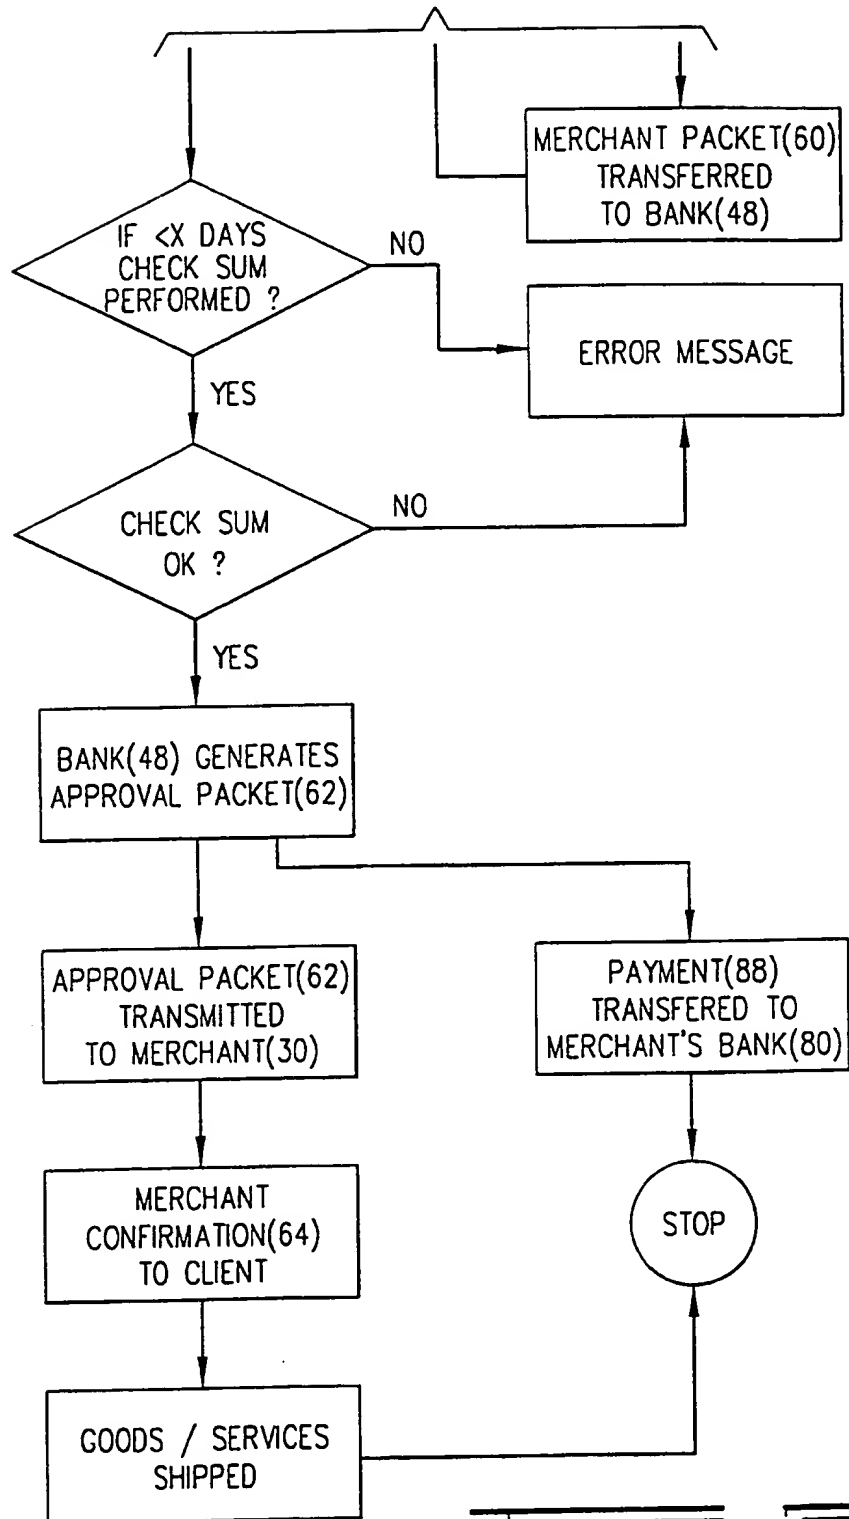 MERCHANT PACKET(60)
TRANSFERRED
TO BANK(48)
IF <X DAYS
CHECK SUM
PERFORMED ?
NO
ERROR MESSAGE
YES
CHECK SUM
OK ?
NO
YES
BANK(48) GENERATES
APPROVAL PACKET(62)
APPROVAL PACKET(62)
TRANSMITTED
TO MERCHANT(30)
PAYMENT(88)
TRANSFERED TO
MERCHANT'S BANK(80)
MERCHANT
CONFIRMATION(64)
TO CLIENT
STOP
GOODS / SERVICES
SHIPPED